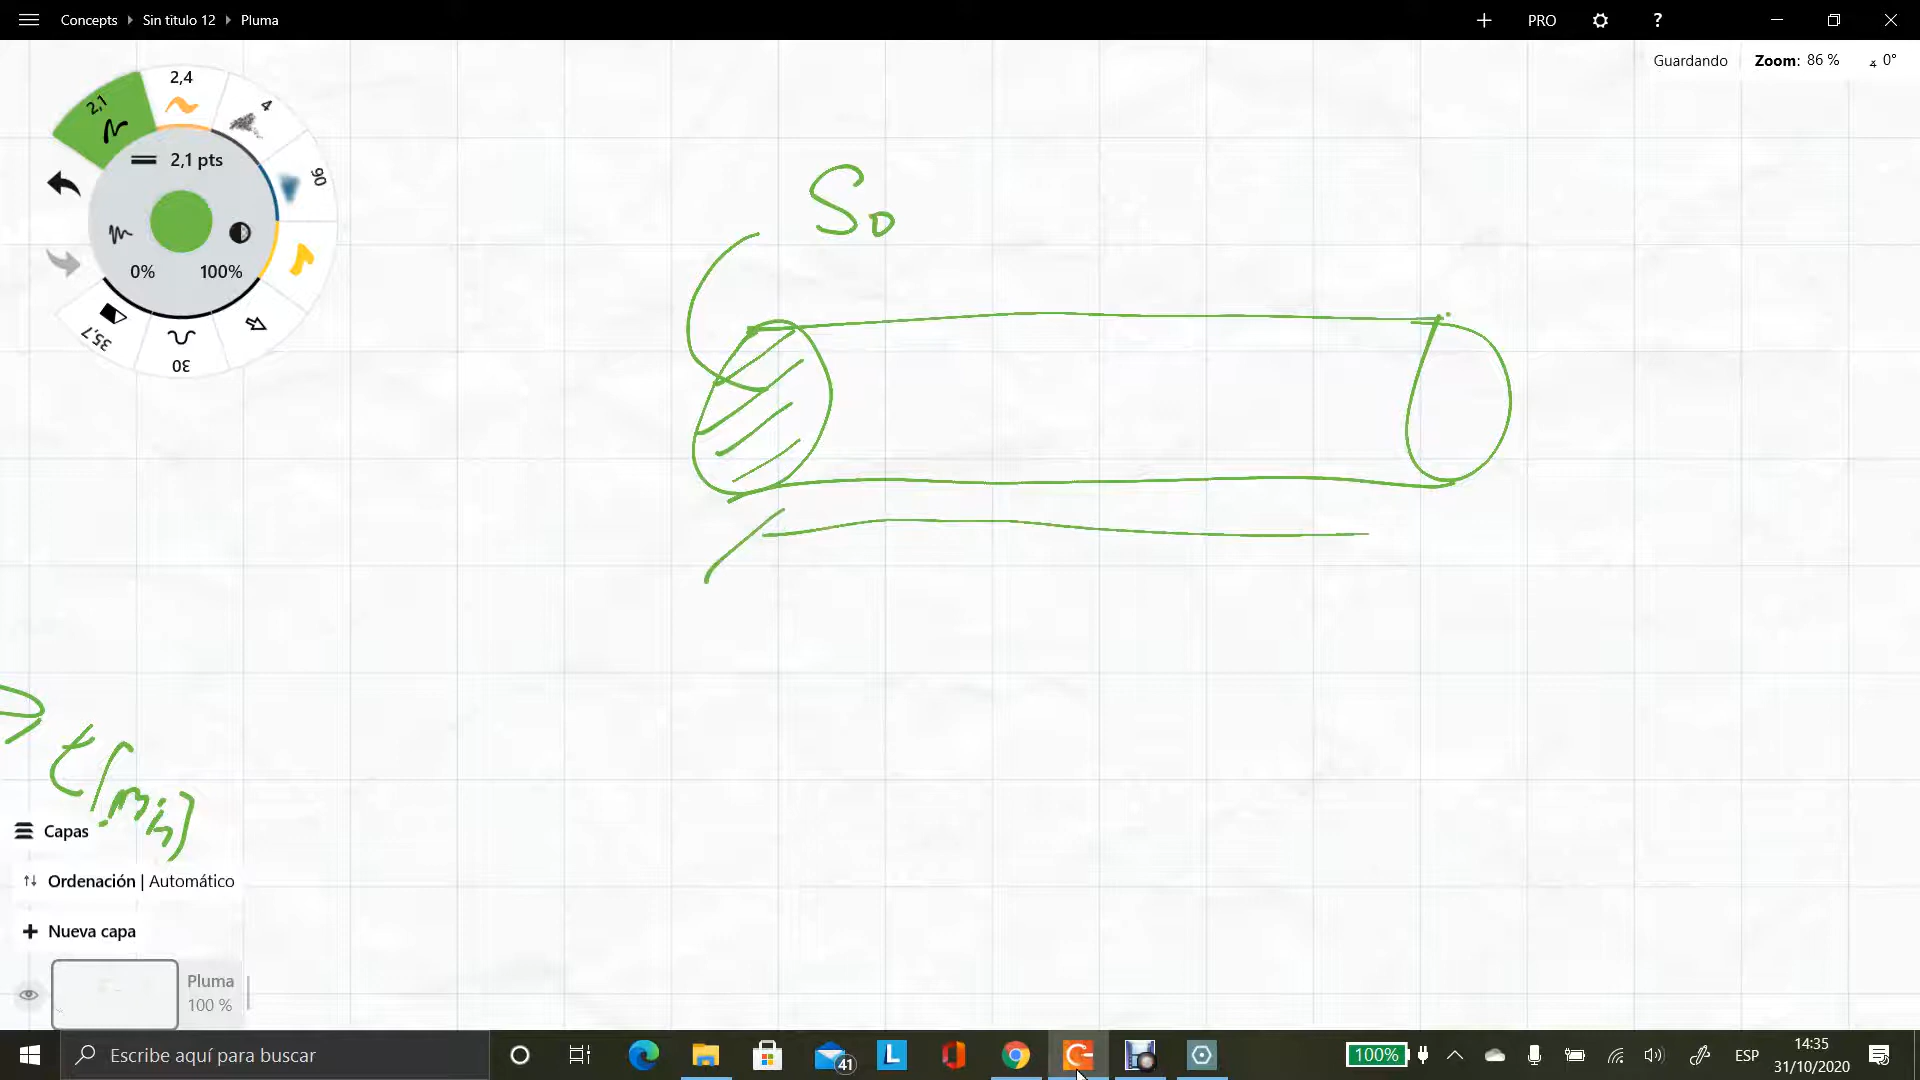 Concepts Sin título 12 Pluma
PRO ?
Guardando Zoom: 86 % 0°
2,1
2,4
4
90
2,1 pts
0% 100%
35,7
30
S0
t[min]
Capas
Ordenación | Automático
Nueva capa
Pluma
100 %
Escribe aquí para buscar
41
L
100%
ESP
14:35
31/10/2020